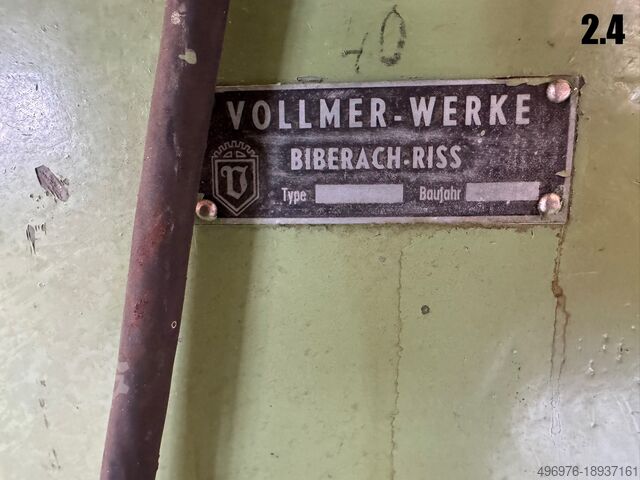 2.4
40
VOLLMER-WERKE
BIBERACH-RISS
Type Baujahr
496976-18937161